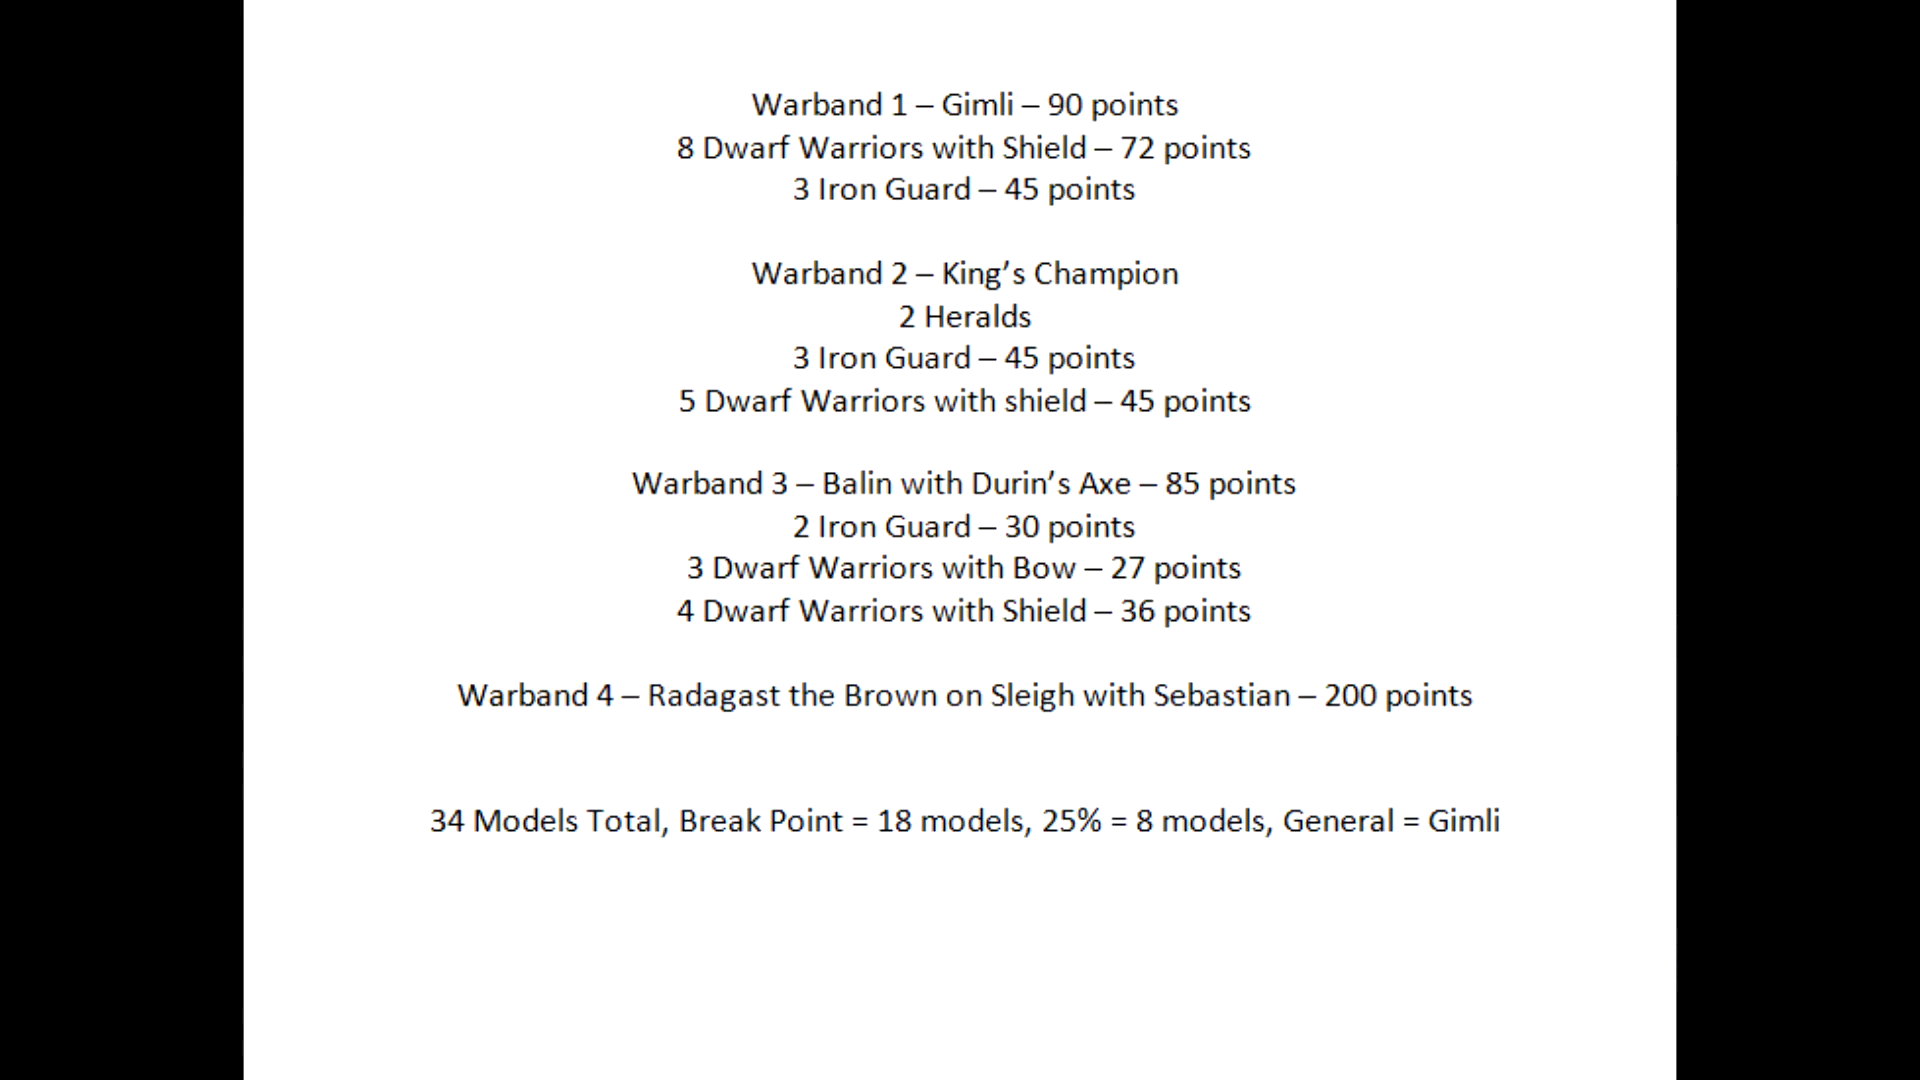 Warband 1 – Gimli – 90 points
8 Dwarf Warriors with Shield – 72 points
3 Iron Guard – 45 points
Warband 2 – King’s Champion
2 Heralds
3 Iron Guard – 45 points
5 Dwarf Warriors with shield – 45 points
Warband 3 – Balin with Durin’s Axe – 85 points
2 Iron Guard – 30 points
3 Dwarf Warriors with Bow – 27 points
4 Dwarf Warriors with Shield – 36 points
Warband 4 – Radagast the Brown on Sleigh with Sebastian – 200 points
34 Models Total, Break Point = 18 models, 25% = 8 models, General = Gimli